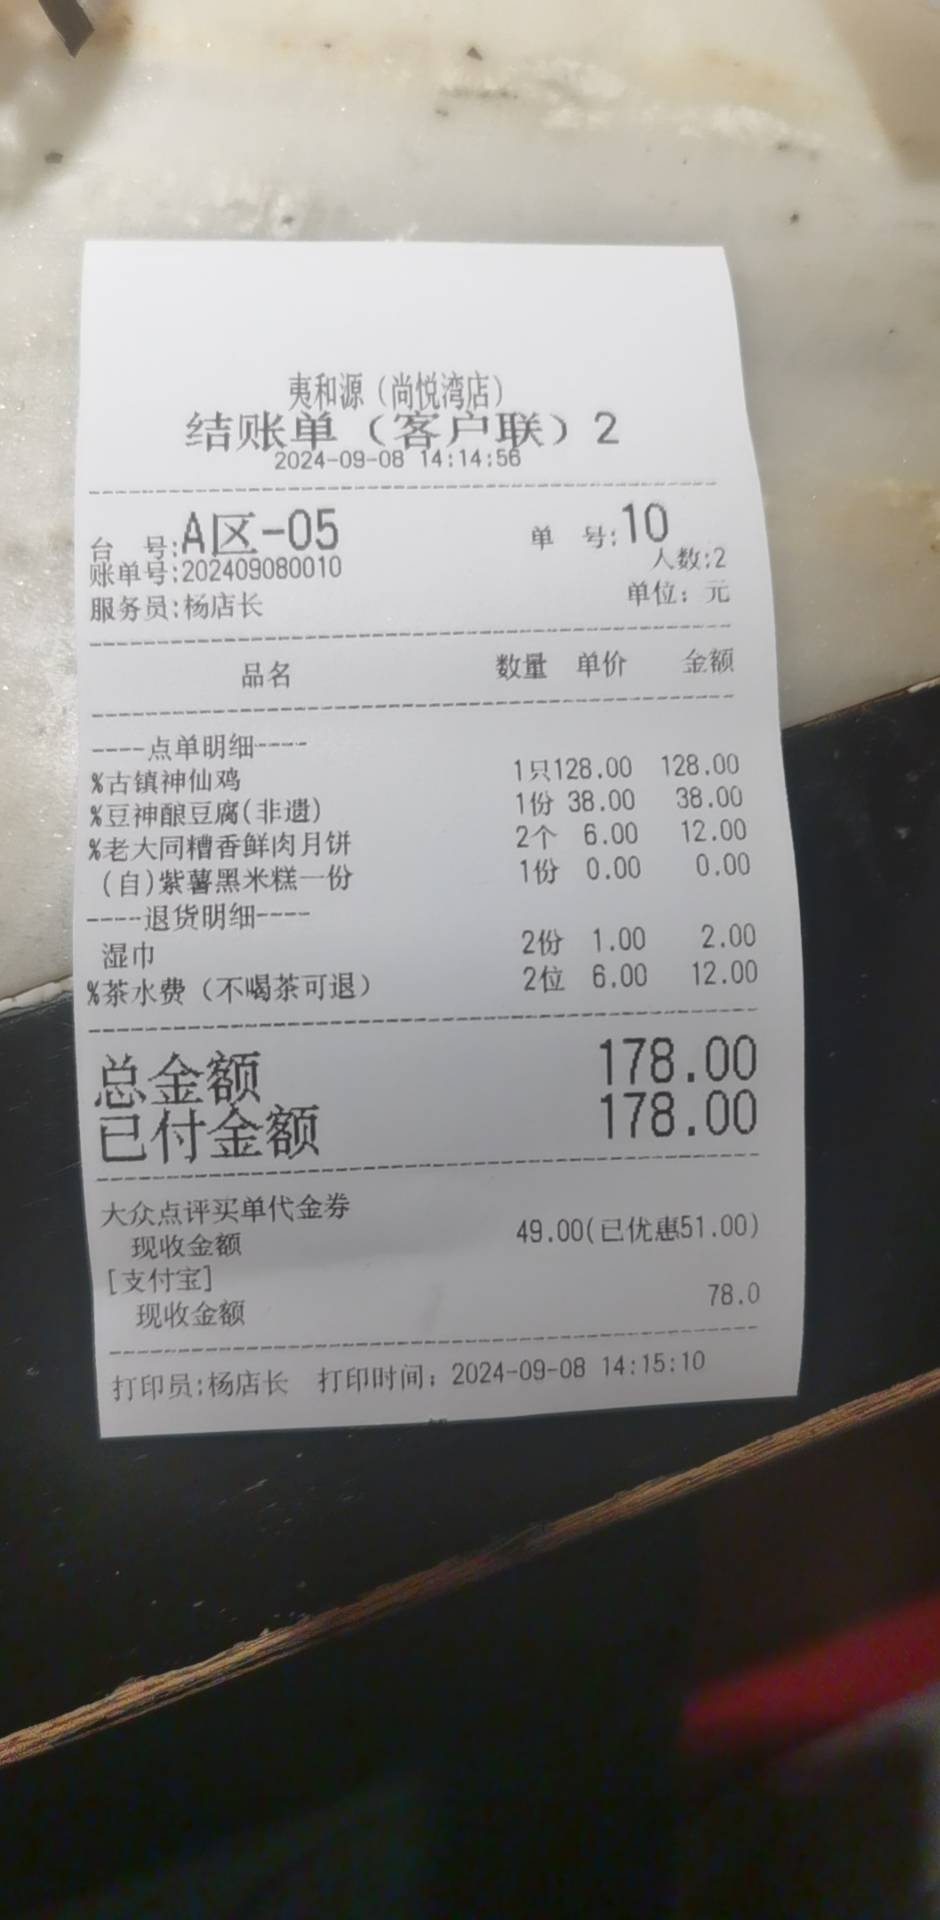 夷和源（尚悦湾店）
结账单（客户联）2
2024-09-08 14:14:56
台 号:A区-05 单 号:10
账单号:202409080010 人数:2
服务员:杨店长 单位：元
品名 数量 单价 金额
----点单明细----
%古镇神仙鸡 1只128.00 128.00
%豆神酿豆腐(非遗) 1份 38.00 38.00
%老大同糟香鲜肉月饼 2个 6.00 12.00
(自)紫薯黑米糕一份 1份 0.00 0.00
----退货明细----
湿巾 2份 1.00 2.00
%茶水费（不喝茶可退） 2位 6.00 12.00
总金额 178.00
已付金额 178.00
大众点评买单代金券
现收金额 49.00(已优惠51.00)
[支付宝]
现收金额 78.0
打印员:杨店长 打印时间：2024-09-08 14:15:10